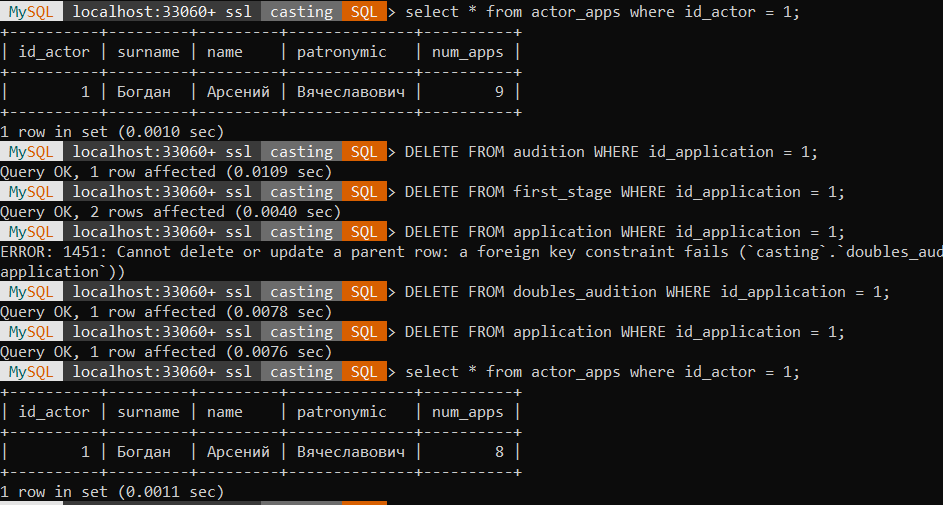 MySQL localhost:33060+ ssl casting SQL > select * from actor_apps where id_actor = 1;
+----------+---------+---------+--------------+----------+
| id_actor | surname | name    | patronymic   | num_apps |
+----------+---------+---------+--------------+----------+
|        1 | Богдан  | Арсений | Вячеславович |        9 |
+----------+---------+---------+--------------+----------+
1 row in set (0.0010 sec)
MySQL localhost:33060+ ssl casting SQL > DELETE FROM audition WHERE id_application = 1;
Query OK, 1 row affected (0.0109 sec)
MySQL localhost:33060+ ssl casting SQL > DELETE FROM first_stage WHERE id_application = 1;
Query OK, 2 rows affected (0.0040 sec)
MySQL localhost:33060+ ssl casting SQL > DELETE FROM application WHERE id_application = 1;
ERROR: 1451: Cannot delete or update a parent row: a foreign key constraint fails (`casting`.`doubles_aud
application`))
MySQL localhost:33060+ ssl casting SQL > DELETE FROM doubles_audition WHERE id_application = 1;
Query OK, 1 row affected (0.0078 sec)
MySQL localhost:33060+ ssl casting SQL > DELETE FROM application WHERE id_application = 1;
Query OK, 1 row affected (0.0076 sec)
MySQL localhost:33060+ ssl casting SQL > select * from actor_apps where id_actor = 1;
+----------+---------+---------+--------------+----------+
| id_actor | surname | name    | patronymic   | num_apps |
+----------+---------+---------+--------------+----------+
|        1 | Богдан  | Арсений | Вячеславович |        8 |
+----------+---------+---------+--------------+----------+
1 row in set (0.0011 sec)